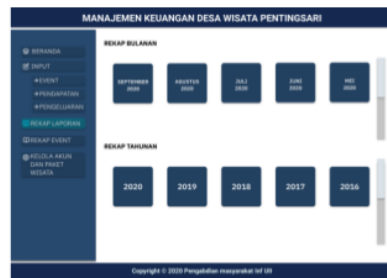 MANAJEMEN KEUANGAN DESA WISATA PENTINGSARI
BERANDA
INPUT
EVENT
PENDAPATAN
PENGELUARAN
REKAP LAPORAN
REKAP EVENT
KELOLA AKUN
DAN PAKET
WISATA
REKAP BULANAN
SEPTEMBER
2020
AGUSTUS
2020
JULI
2020
JUNI
2020
MEI
2020
REKAP TAHUNAN
2020
2019
2018
2017
2016
Copyright © 2020 Pengabdian masyarakat Inf UII